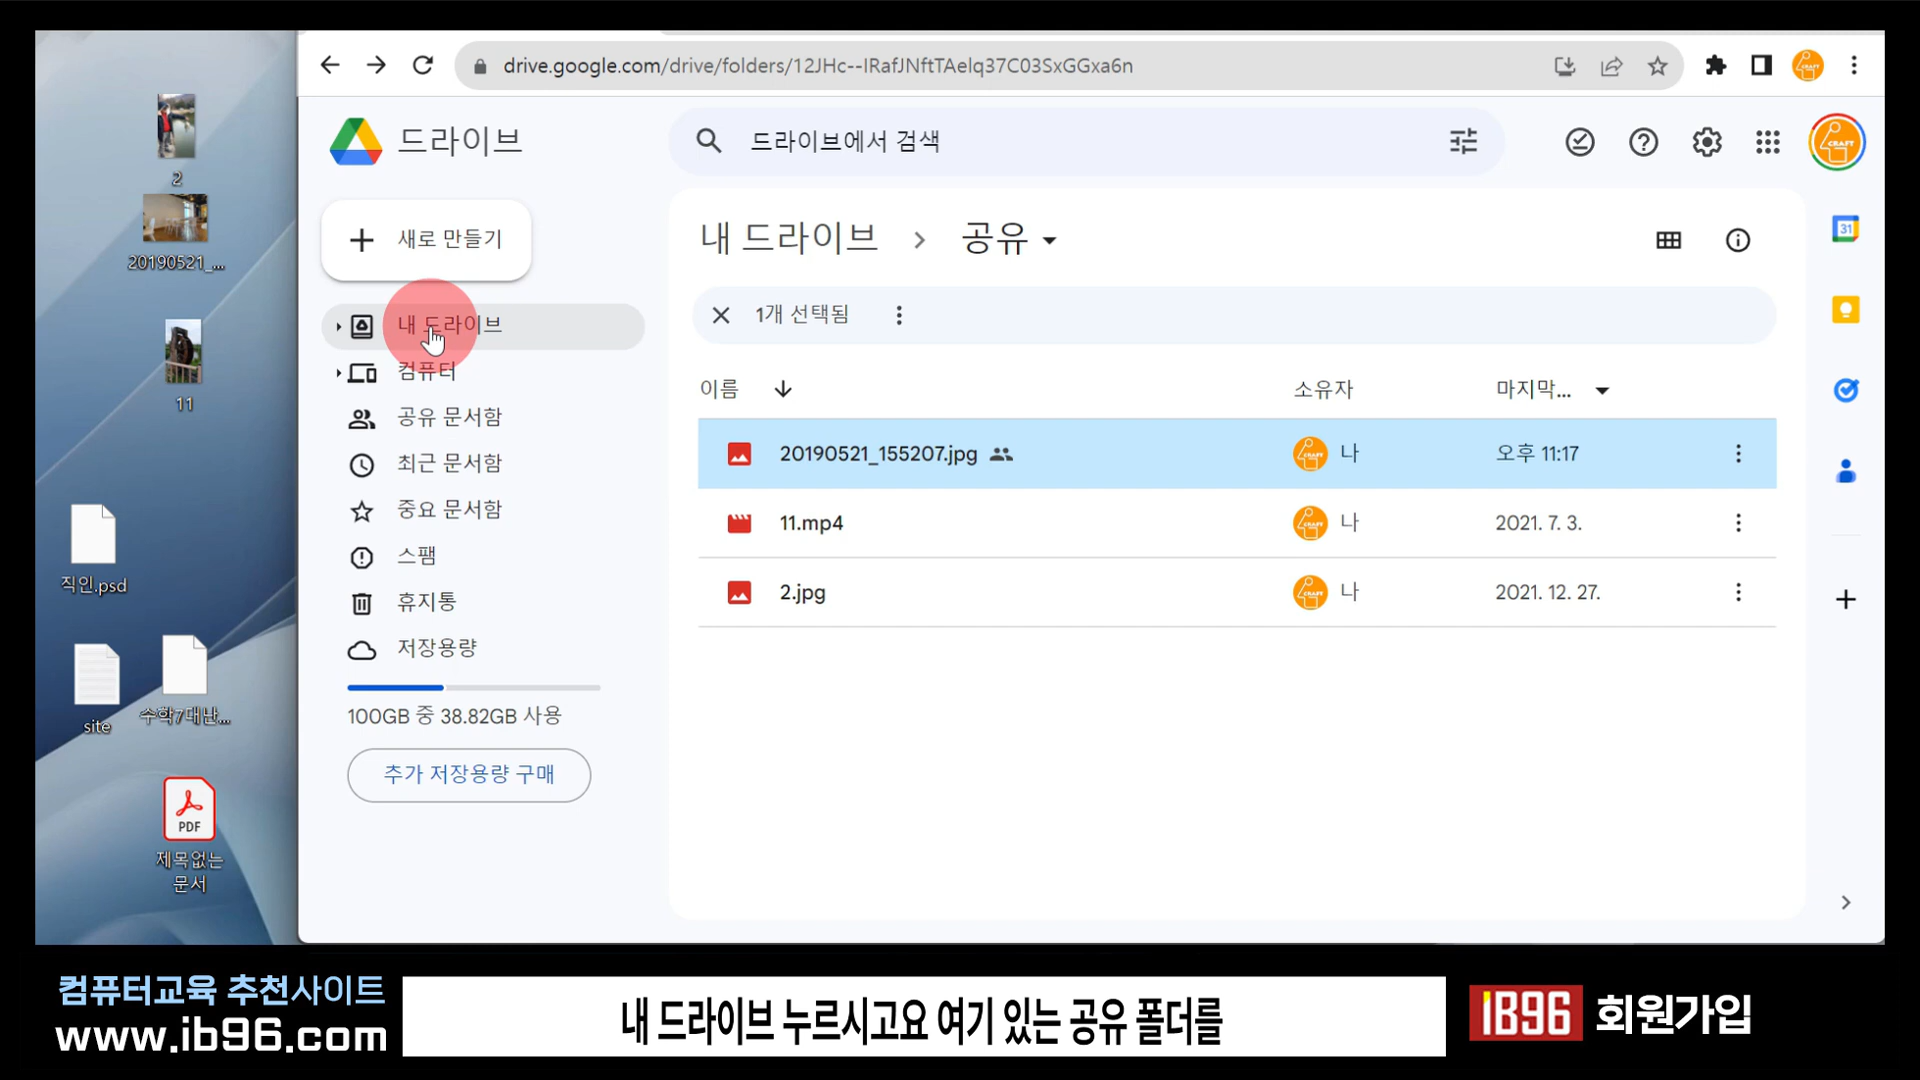 drive.google.com/drive/folders/12JHc--IRafJNftTAelq37C03SxGGxa6n
드라이브
드라이브에서 검색
새로 만들기
내 드라이브
컴퓨터
공유 문서함
최근 문서함
중요 문서함
스팸
휴지통
저장용량
100GB 중 38.82GB 사용
추가 저장용량 구매
내 드라이브 > 공유
1개 선택됨
이름 소유자 마지막...
20190521_155207.jpg 나 오후 11:17
11.mp4 나 2021. 7. 3.
2.jpg 나 2021. 12. 27.
31
2
20190521_...
11
직인.psd
site
수학7대난...
PDF
제목없는
문서
컴퓨터교육 추천사이트
www.ib96.com
내 드라이브 누르시고요 여기 있는 공유 폴더를
IB96 회원가입